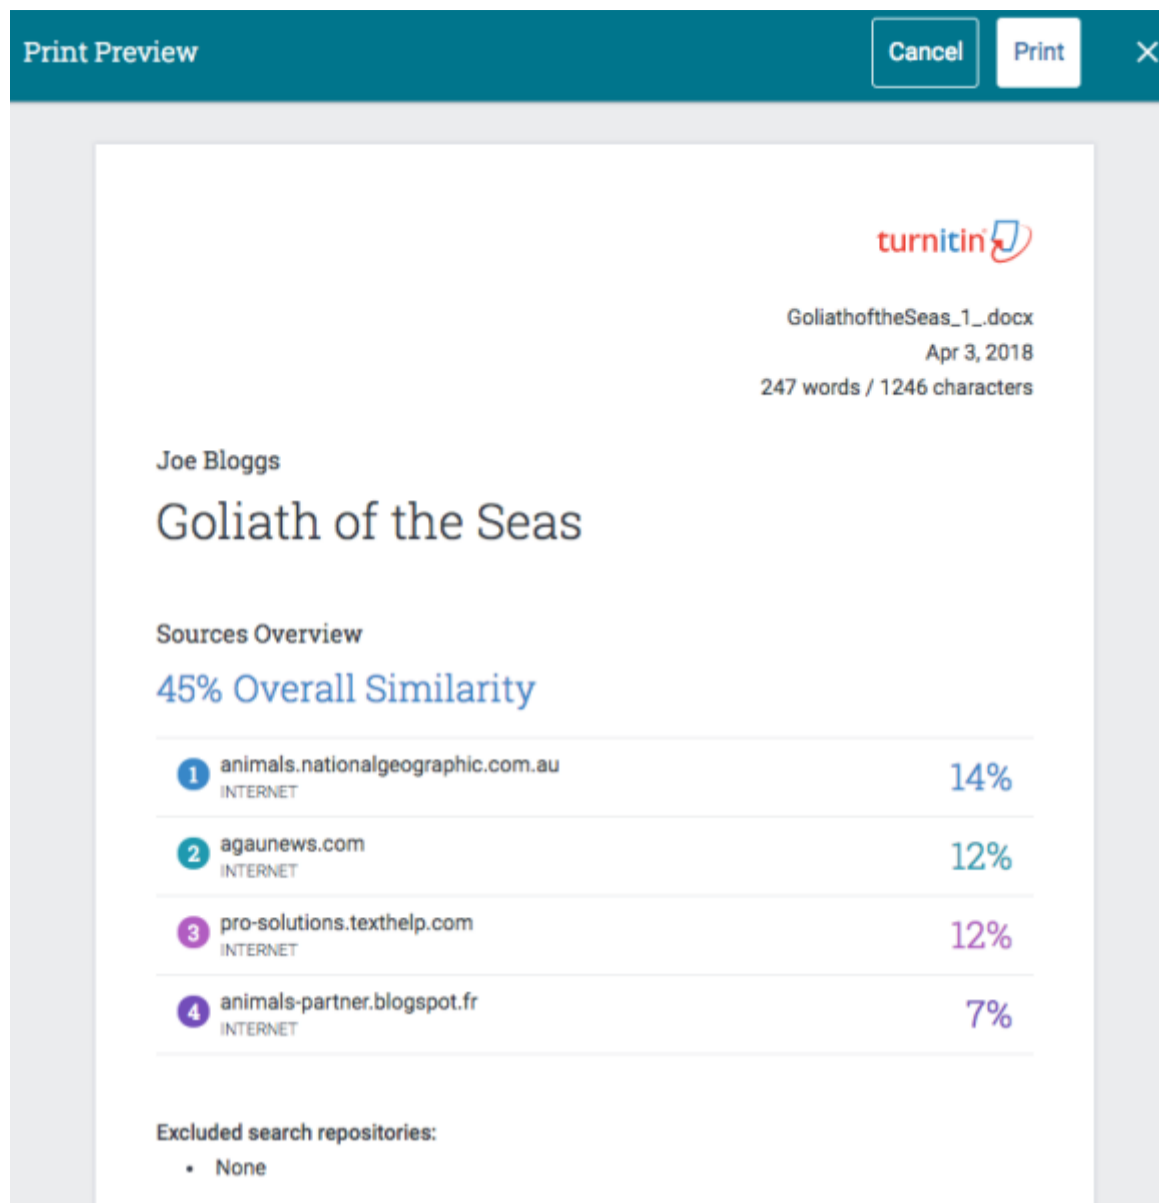 Print Preview
Cancel
Print
turnitin
GoliathoftheSeas_1_.docx
Apr 3, 2018
247 words / 1246 characters
Joe Bloggs
Goliath of the Seas
Sources Overview
45% Overall Similarity
1 animals.nationalgeographic.com.au 14%
INTERNET
2 agaunews.com 12%
INTERNET
3 pro-solutions.texthelp.com 12%
INTERNET
4 animals-partner.blogspot.fr 7%
INTERNET
Excluded search repositories:
• None